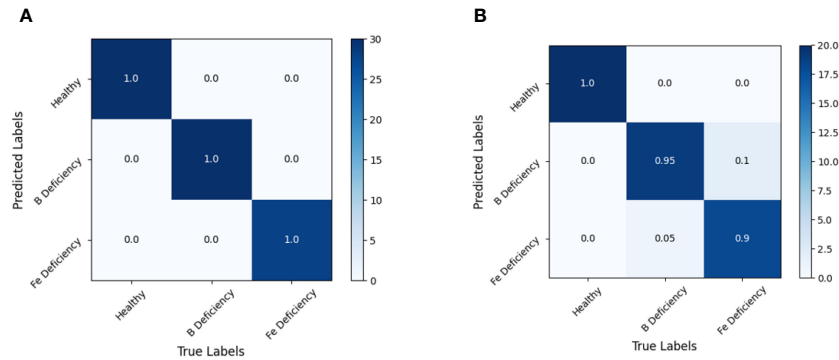 A
Predicted Labels
Healthy
B Deficiency
Fe Deficiency
1.0 0.0 0.0
0.0 1.0 0.0
0.0 0.0 1.0
Healthy
B Deficiency
Fe Deficiency
True Labels
30
25
20
15
10
5
0
B
Predicted Labels
Healthy
B Deficiency
Fe Deficiency
1.0 0.0 0.0
0.0 0.95 0.1
0.0 0.05 0.9
Healthy
B Deficiency
Fe Deficiency
True Labels
20.0
17.5
15.0
12.5
10.0
7.5
5.0
2.5
0.0